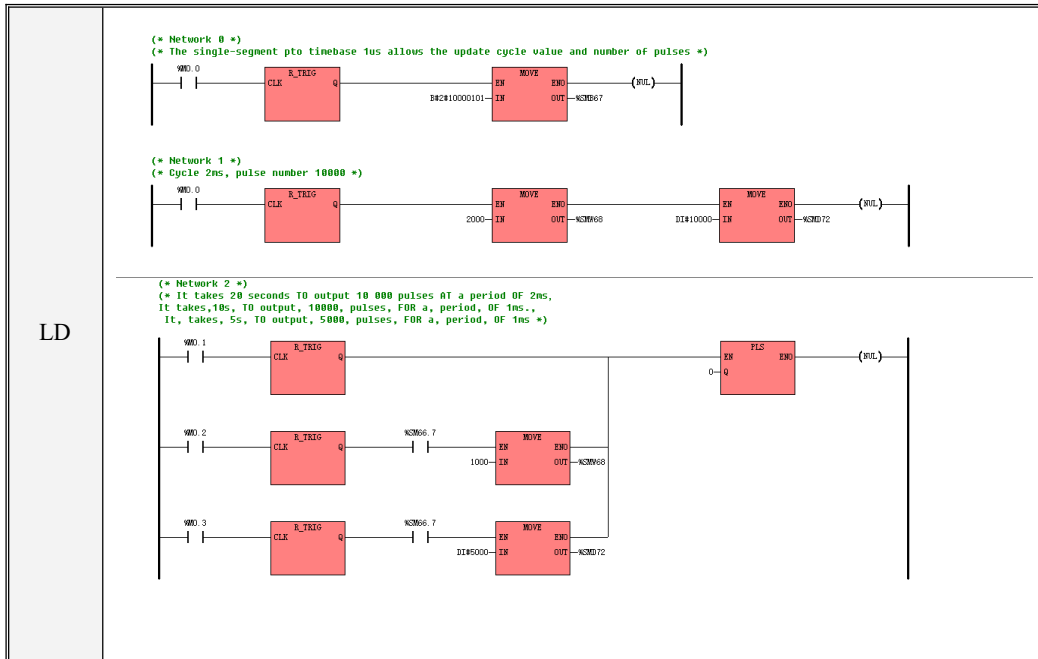 (* Network 0 *)
(* The single-segment pto timebase 1us allows the update cycle value and number of pulses *)
%M0.0
R_TRIG
CLK Q
MOVE
EN ENO
(NUL)
B#2#10000101 IN OUT %SMB67
(* Network 1 *)
(* Cycle 2ms, pulse number 10000 *)
%M0.0
R_TRIG
CLK Q
MOVE
EN ENO
2000 IN OUT %SMW68
MOVE
EN ENO
DI#10000 IN OUT %SMD72
(NUL)
(* Network 2 *)
(* It takes 20 seconds TO output 10 000 pulses AT a period OF 2ms,
It takes,10s, TO output, 10000, pulses, FOR a, period, OF 1ms.,
It, takes, 5s, TO output, 5000, pulses, FOR a, period, OF 1ms *)
LD
%M0.1
R_TRIG
CLK Q
PLS
EN ENO
0 Q
(NUL)
%M0.2
R_TRIG
CLK Q
%SM66.7
MOVE
EN ENO
1000 IN OUT %SMW68
%M0.3
R_TRIG
CLK Q
%SM66.7
MOVE
EN ENO
DI#5000 IN OUT %SMD72